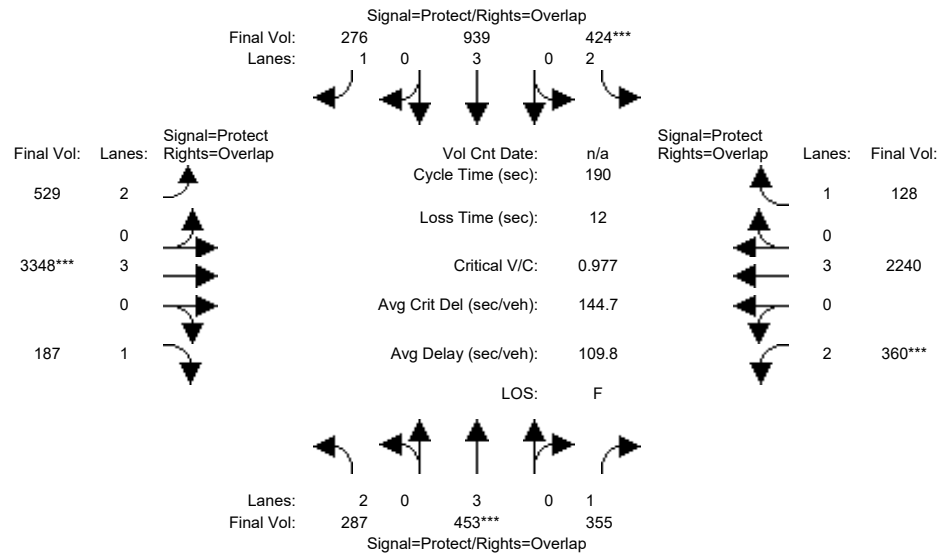 Signal=Protect/Rights=Overlap
Final Vol: 276 939 424***
Lanes: 1 0 3 0 2
Signal=Protect
Final Vol: Lanes: Rights=Overlap
Vol Cnt Date: n/a
Signal=Protect
Rights=Overlap Lanes: Final Vol:
Cycle Time (sec): 190
529 2
1 128
Loss Time (sec): 12
0
0
3348*** 3
Critical V/C: 0.977
3 2240
0
Avg Crit Del (sec/veh): 144.7
0
187 1
Avg Delay (sec/veh): 109.8
2 360***
LOS: F
Lanes: 2 0 3 0 1
Final Vol: 287 453*** 355
Signal=Protect/Rights=Overlap